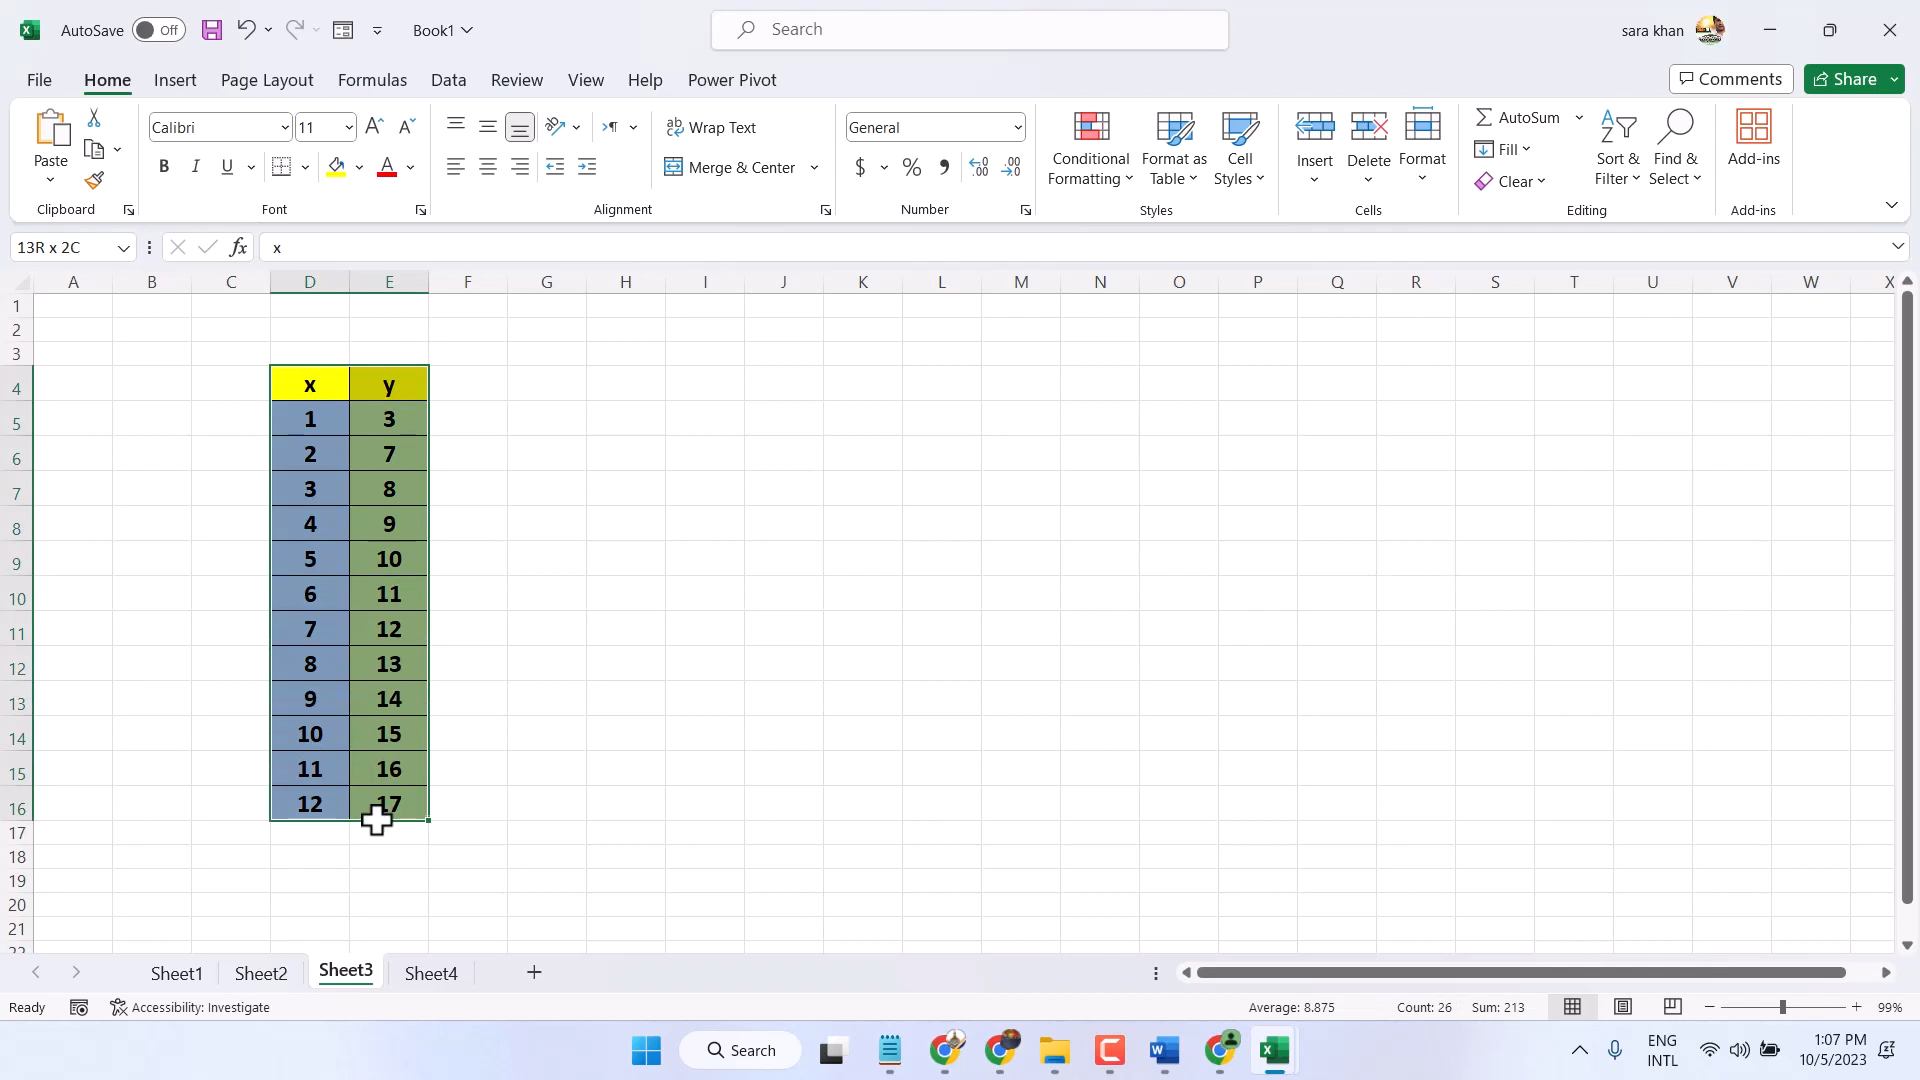 AutoSave Off Book1 Search sara khan
File Home Insert Page Layout Formulas Data Review View Help Power Pivot Comments Share
Paste Calibri 11 Wrap Text General Conditional Formatting Format as Table Cell Styles Insert Delete Format AutoSum Sort & Filter Find & Select Add-ins
B I U Merge & Center $ % Fill
Clear
Clipboard Font Alignment Number Styles Cells Editing Add-ins
13R x 2C fx x
A B C D E F G H I J K L M N O P Q R S T U V W X
1
2
3
4 x y
5 1 3
6 2 7
7 3 8
8 4 9
9 5 10
10 6 11
11 7 12
12 8 13
13 9 14
14 10 15
15 11 16
16 12 17
17
18
19
20
21
22
Sheet1 Sheet2 Sheet3 Sheet4
Ready Accessibility: Investigate Average: 8.875 Count: 26 Sum: 213 99%
Search ENG INTL 1:07 PM 10/5/2023